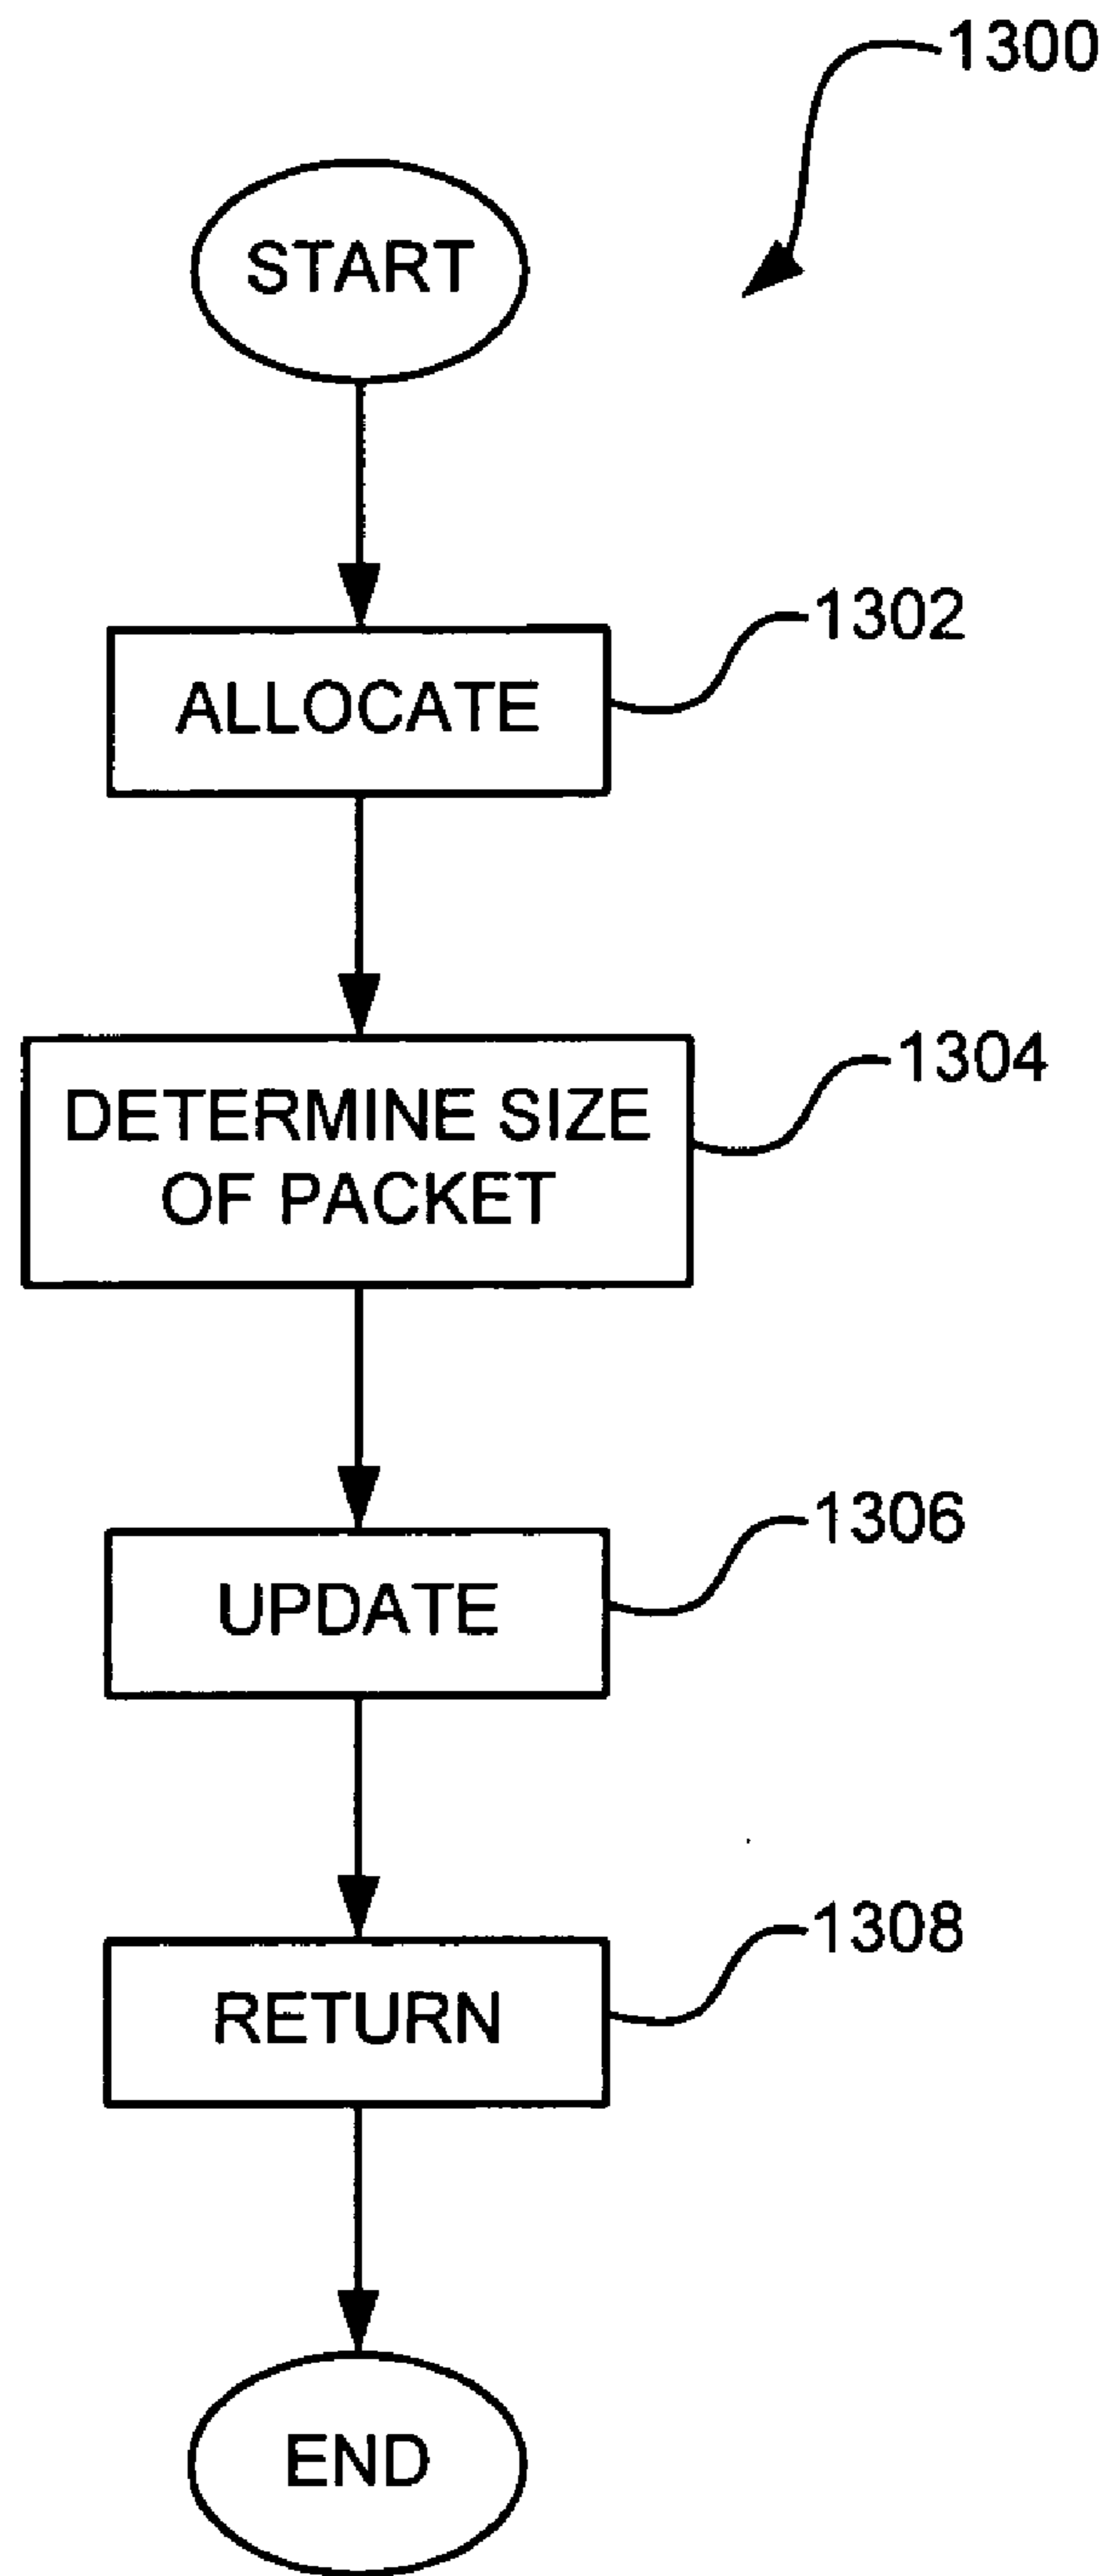 1300
START
1302
ALLOCATE
1304
DETERMINE SIZE
OF PACKET
1306
UPDATE
1308
RETURN
END